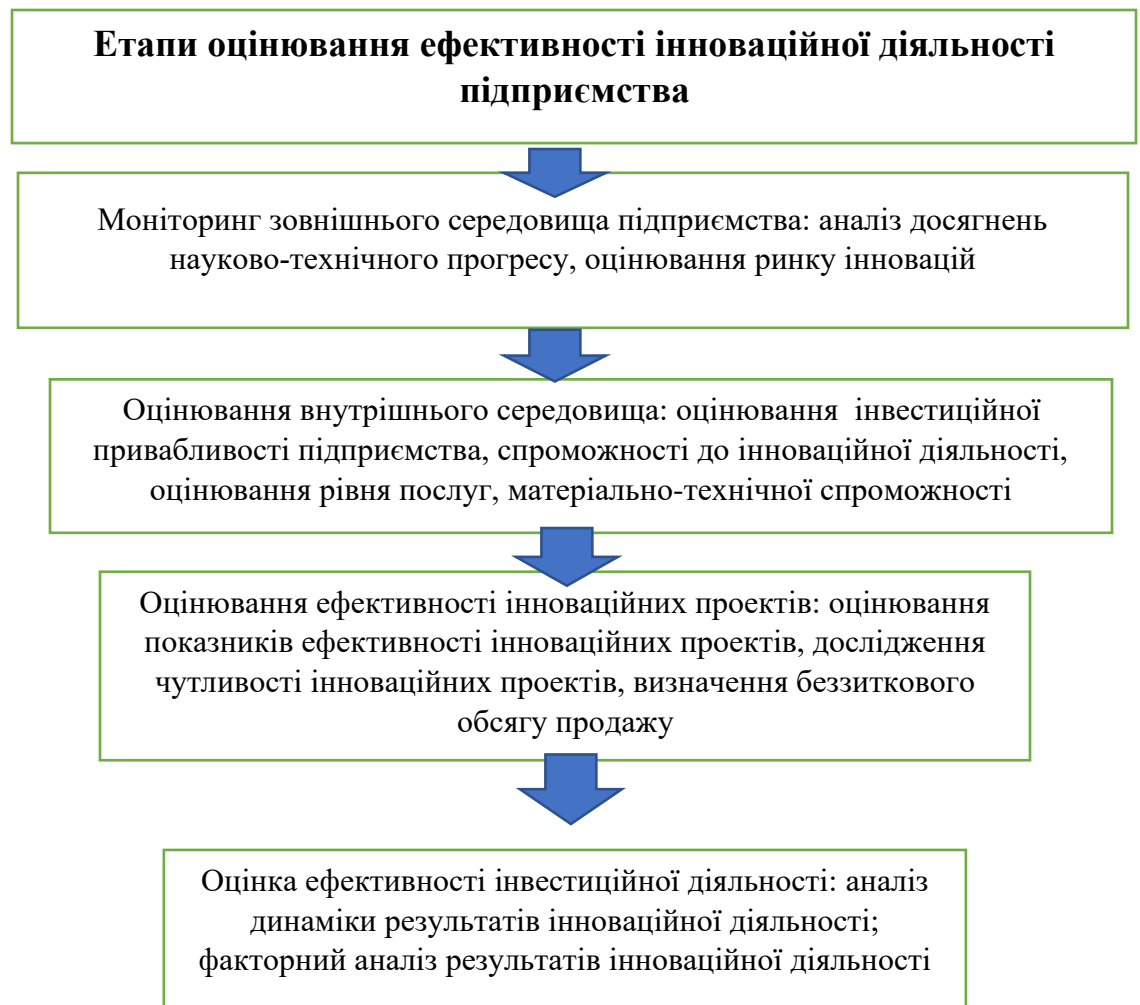 Етапи оцінювання ефективності інноваційної діяльності
підприємства
Моніторинг зовнішнього середовища підприємства: аналіз досягнень
науково-технічного прогресу, оцінювання ринку інновацій
Оцінювання внутрішнього середовища: оцінювання інвестиційної
привабливості підприємства, спроможності до інноваційної діяльності,
оцінювання рівня послуг, матеріально-технічної спроможності
Оцінювання ефективності інноваційних проектів: оцінювання
показників ефективності інноваційних проектів, дослідження
чутливості інноваційних проектів, визначення беззиткового
обсягу продажу
Оцінка ефективності інвестиційної діяльності: аналіз
динаміки результатів інноваційної діяльності;
факторний аналіз результатів інноваційної діяльності